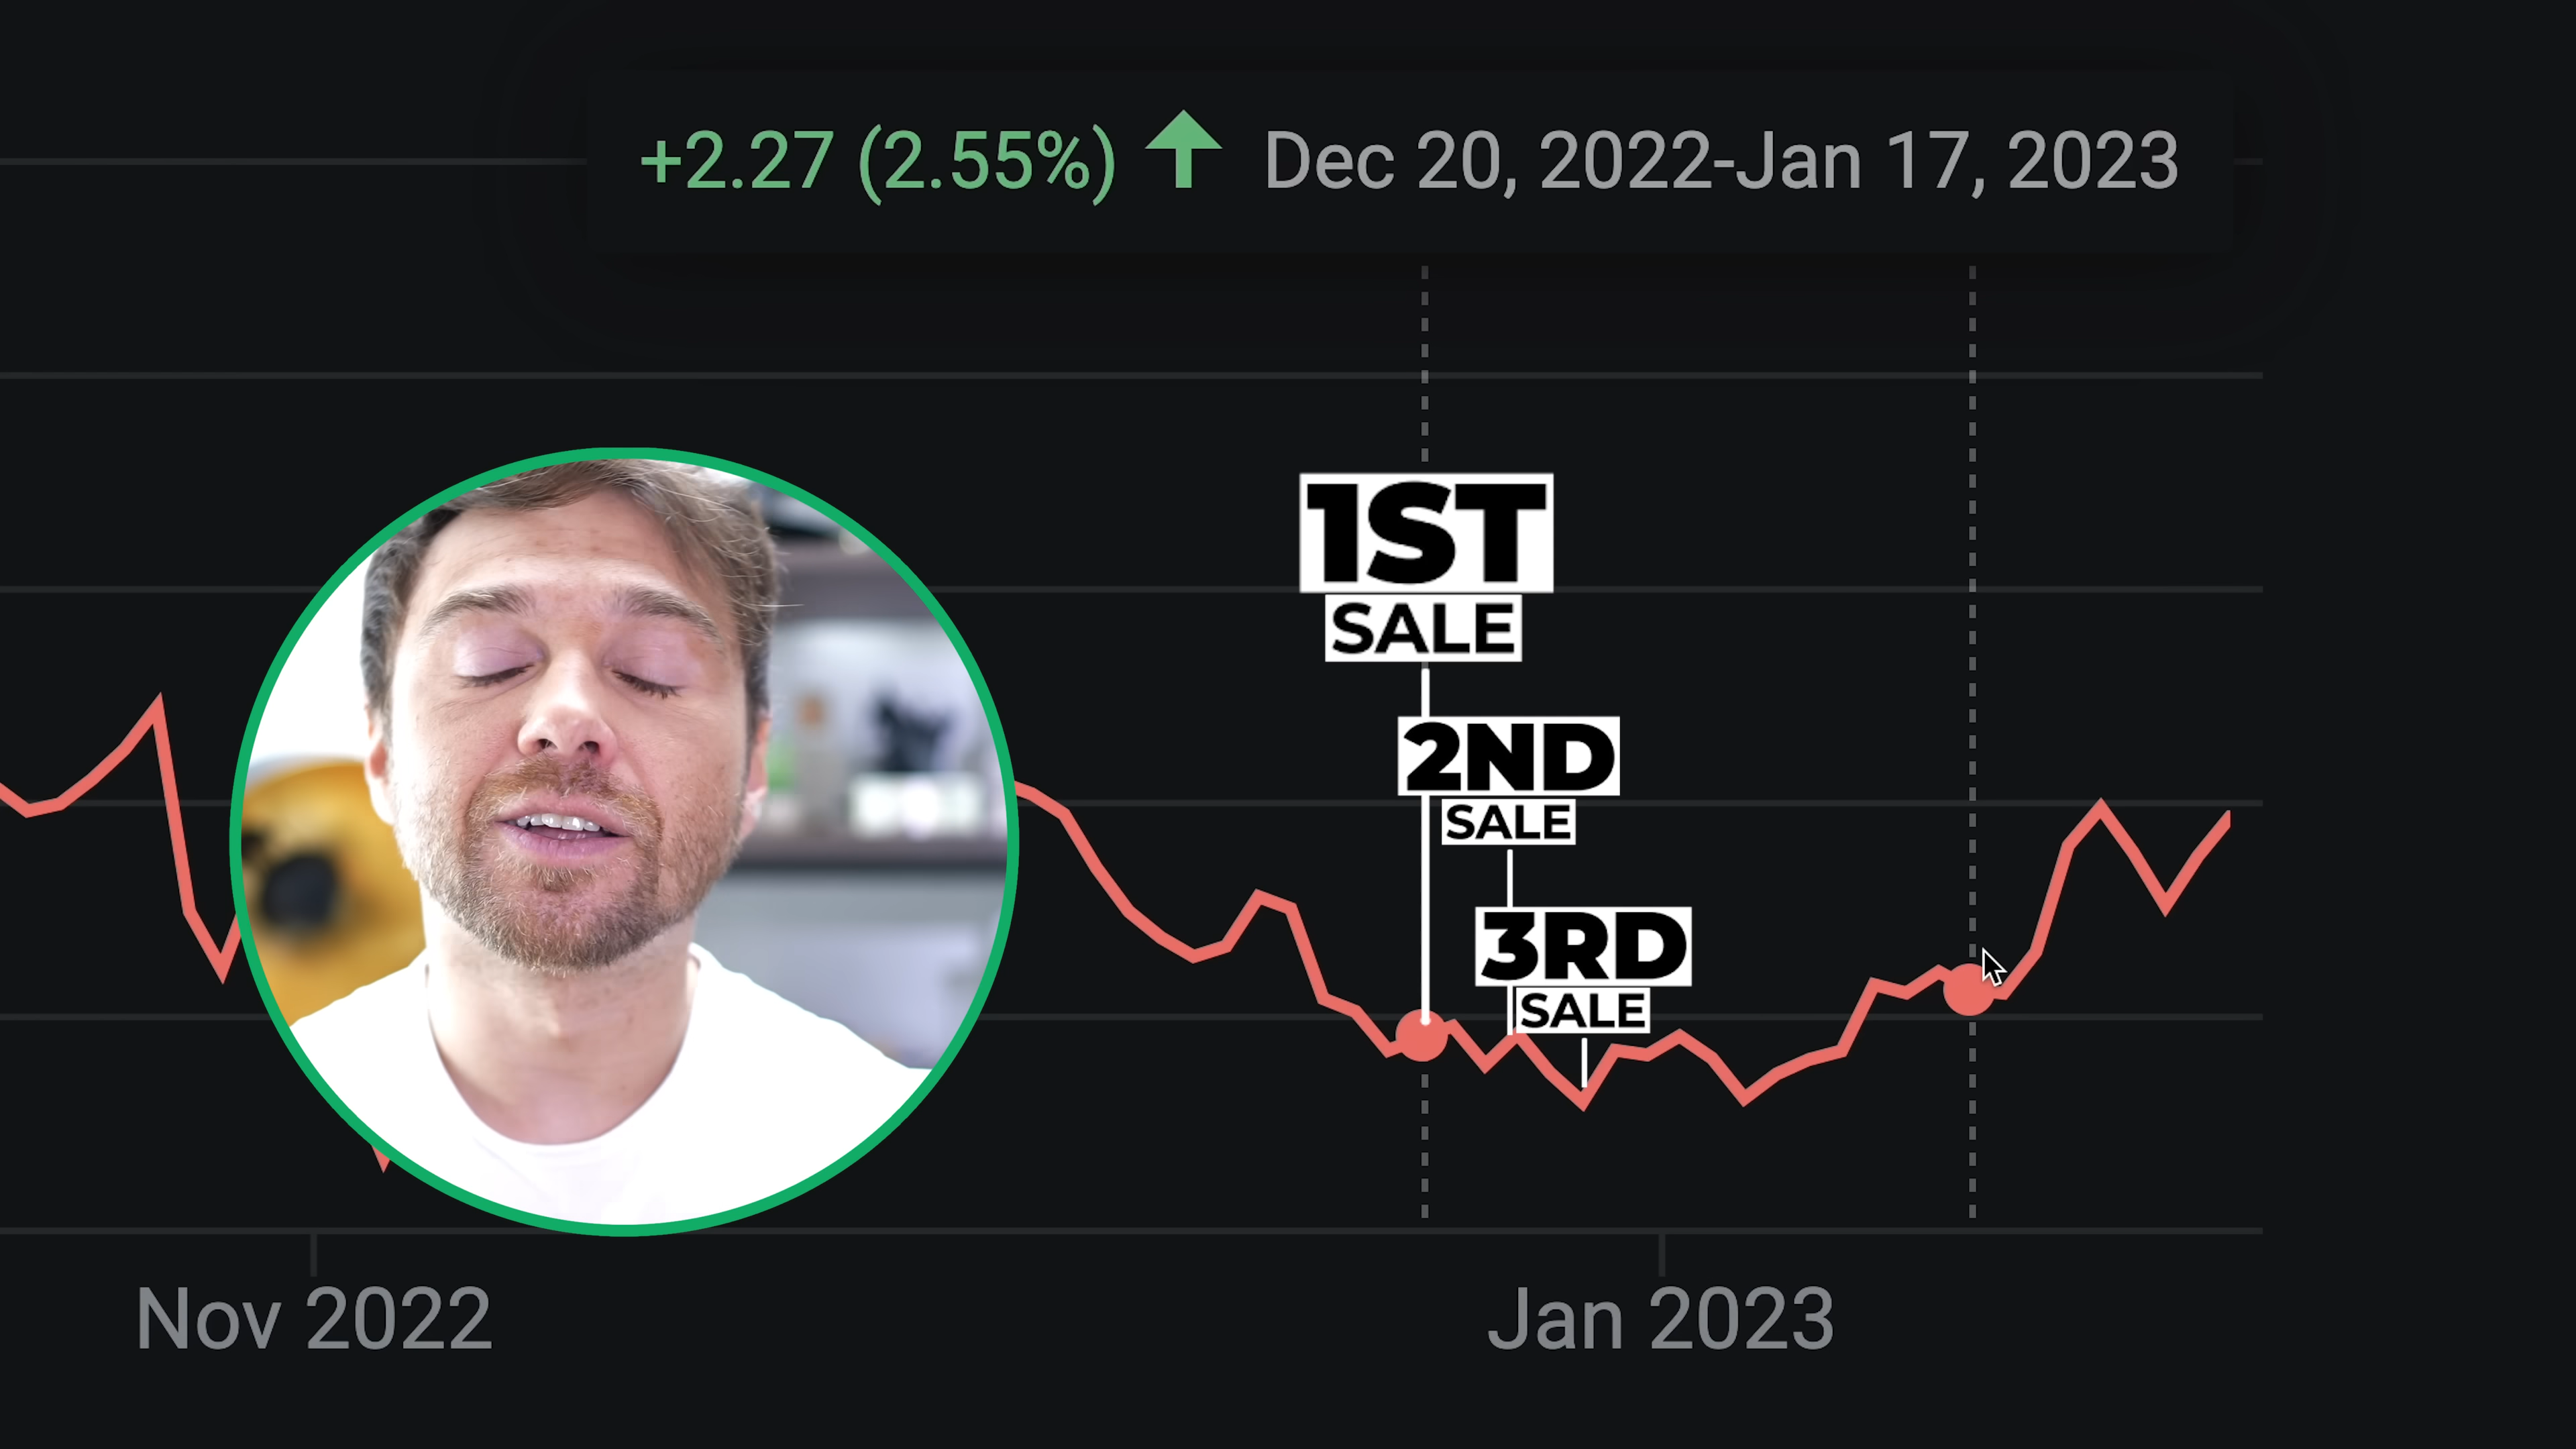 +2.27 (2.55%) ↑ Dec 20, 2022-Jan 17, 2023
1ST
SALE
2ND
SALE
3RD
SALE
Nov 2022
Jan 2023